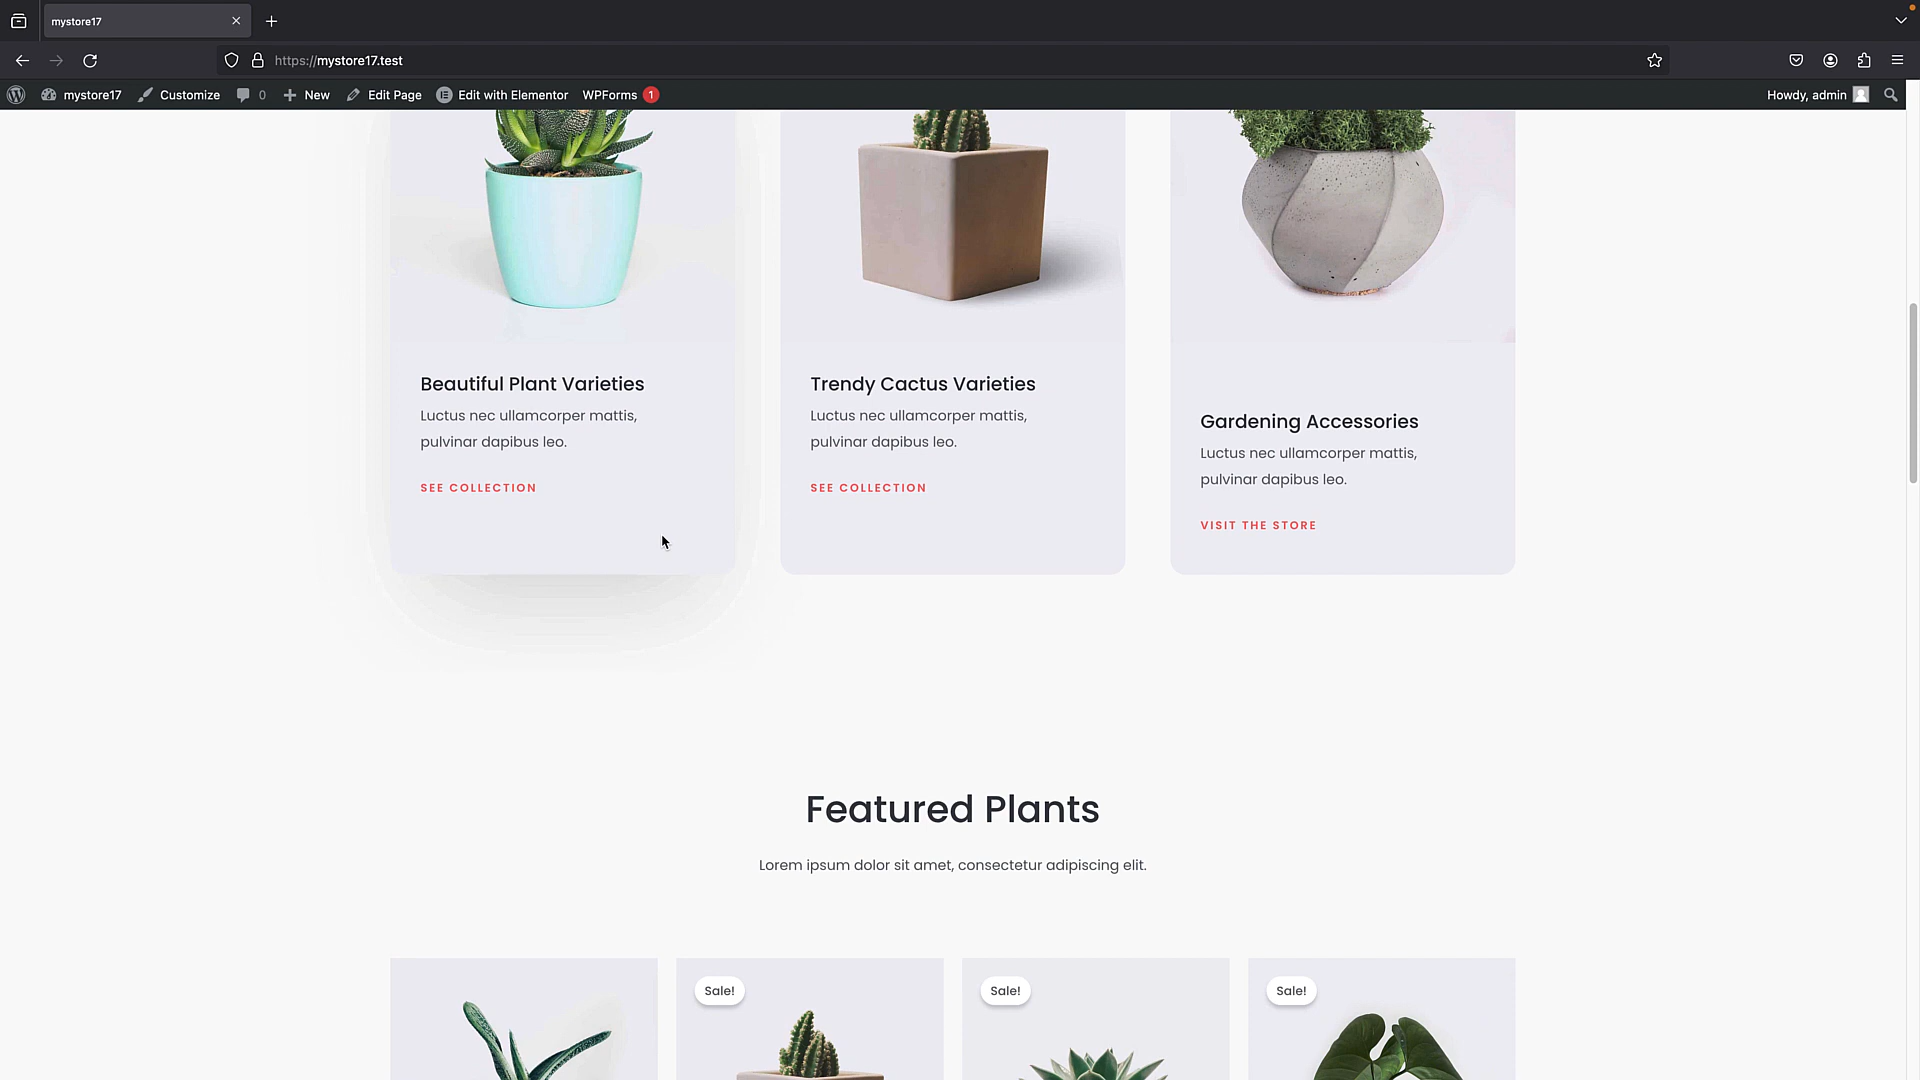 mystore17
https://mystore17.test
mystore17 Customize 0 New Edit Page Edit with Elementor WPForms 1 Howdy, admin
Beautiful Plant Varieties
Luctus nec ullamcorper mattis,
pulvinar dapibus leo.
SEE COLLECTION
Trendy Cactus Varieties
Luctus nec ullamcorper mattis,
pulvinar dapibus leo.
SEE COLLECTION
Gardening Accessories
Luctus nec ullamcorper mattis,
pulvinar dapibus leo.
VISIT THE STORE
Featured Plants
Lorem ipsum dolor sit amet, consectetur adipiscing elit.
Sale!
Sale!
Sale!